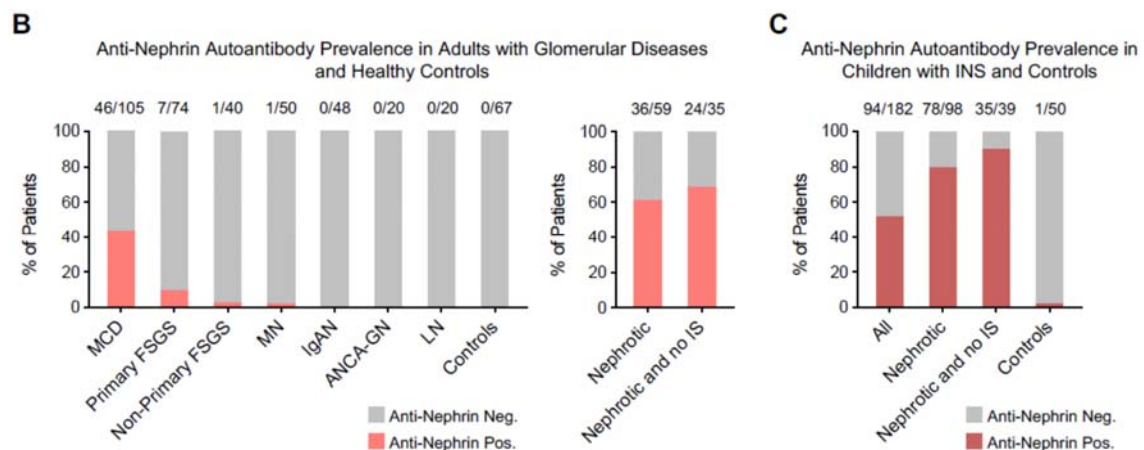 B
Anti-Nephrin Autoantibody Prevalence in Adults with Glomerular Diseases
and Healthy Controls
46/105 7/74 1/40 1/50 0/48 0/20 0/20 0/67
% of Patients
100
80
60
40
20
0
MCD
Primary FSGS
Non-Primary FSGS
MN
IgAN
ANCA-GN
LN
Controls
36/59 24/35
% of Patients
100
80
60
40
20
0
Nephrotic
Nephrotic and no IS
Anti-Nephrin Neg.
Anti-Nephrin Pos.
C
Anti-Nephrin Autoantibody Prevalence in
Children with INS and Controls
94/182 78/98 35/39 1/50
% of Patients
100
80
60
40
20
0
All
Nephrotic
Nephrotic and no IS
Controls
Anti-Nephrin Neg.
Anti-Nephrin Pos.